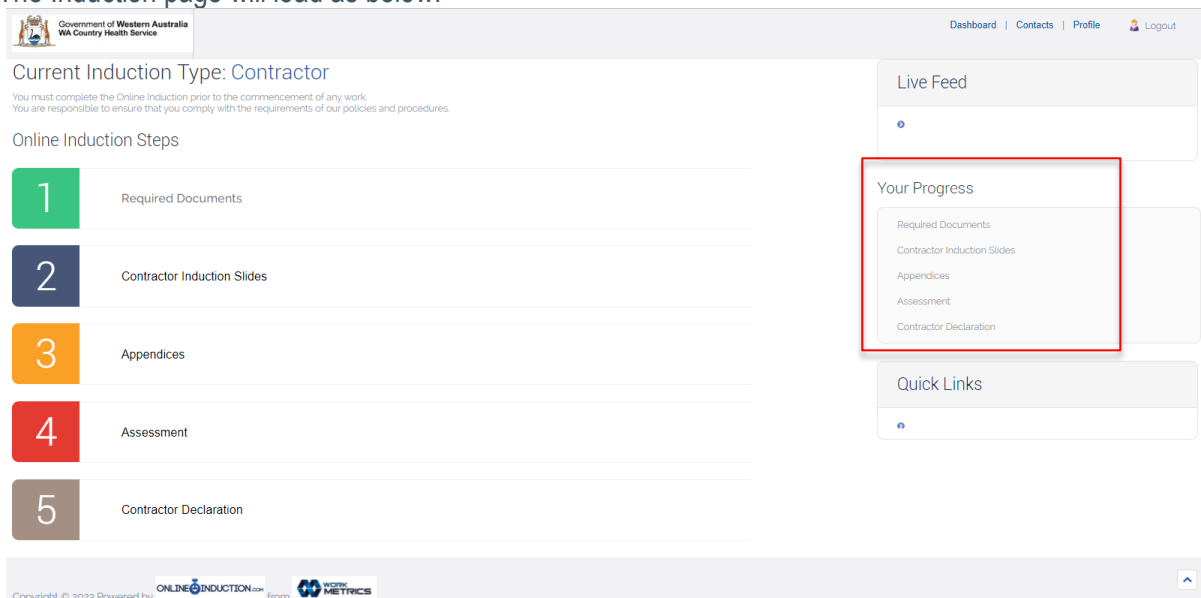 The induction page will load as below:
Government of Western Australia
WA Country Health Service
Dashboard | Contacts | Profile Logout
Current Induction Type: Contractor
You must complete the Online Induction prior to the commencement of any work.
You are responsible to ensure that you comply with the requirements of our policies and procedures.
Online Induction Steps
1 Required Documents
2 Contractor Induction Slides
3 Appendices
4 Assessment
5 Contractor Declaration
Live Feed
Your Progress
Required Documents
Contractor Induction Slides
Appendices
Assessment
Contractor Declaration
Quick Links
Copyright © 2022 Powered by ONLINE INDUCTION.COM from WORK METRICS